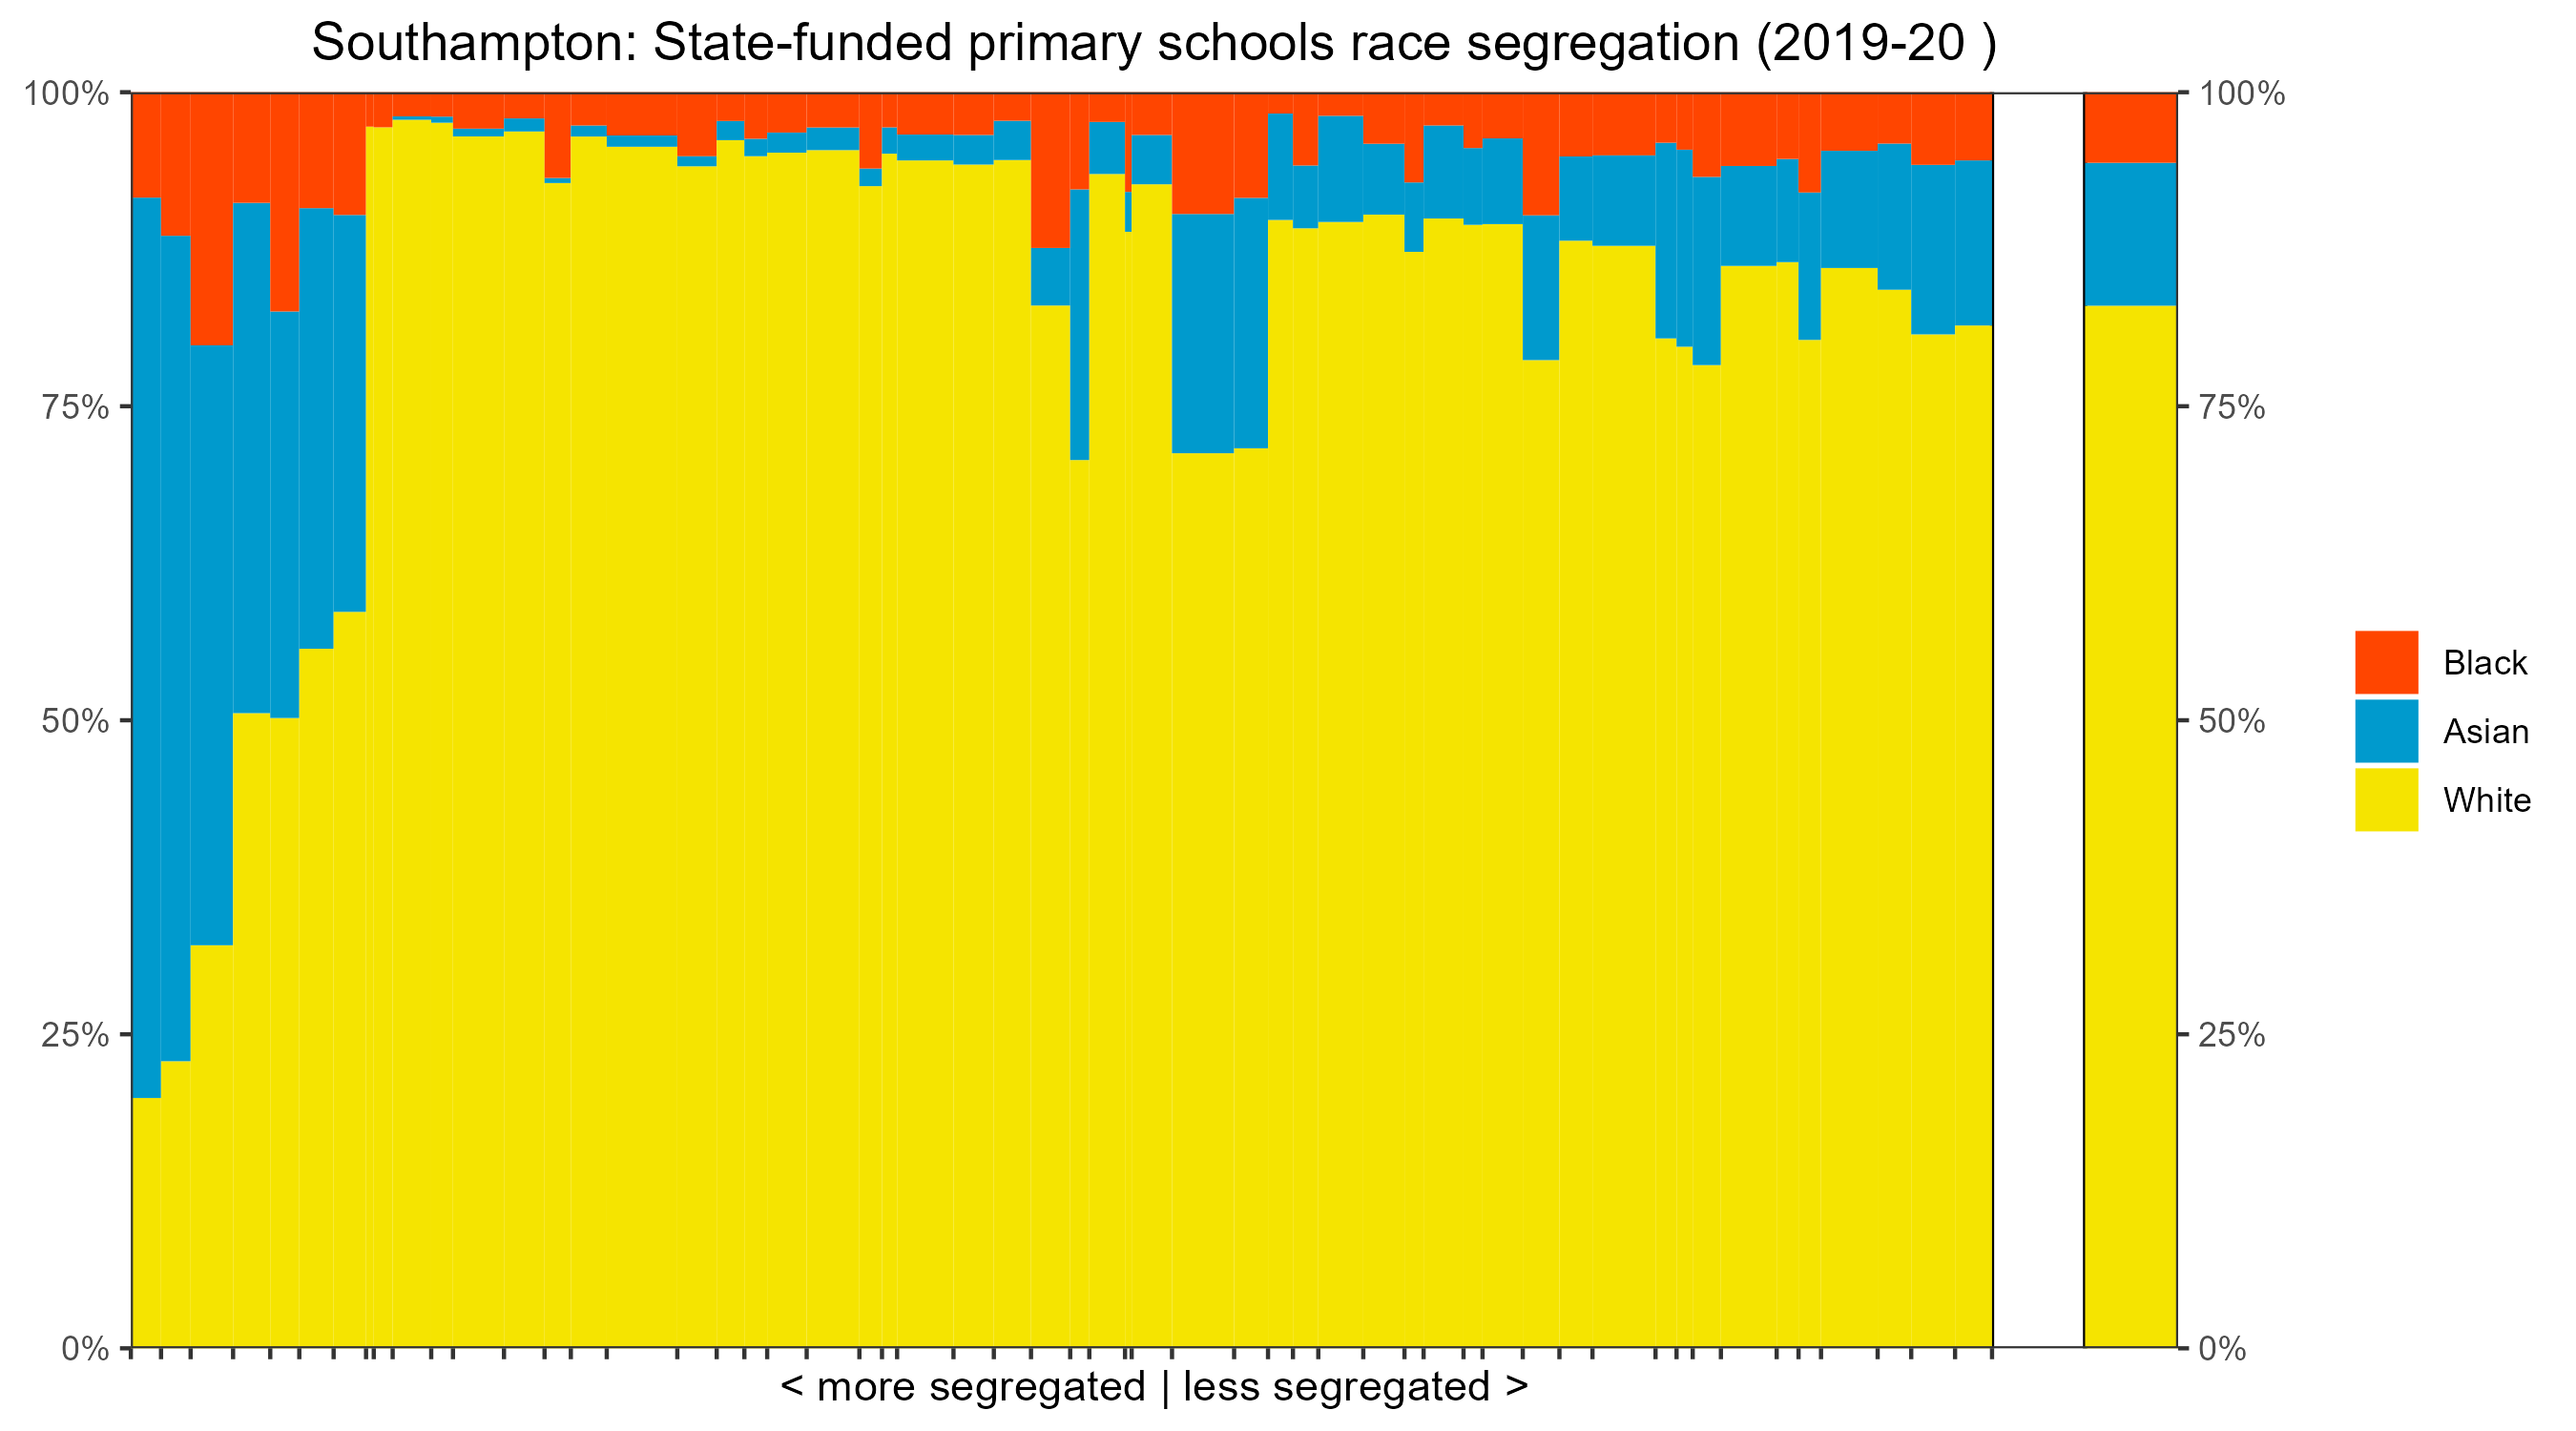 Southampton: State-funded primary schools race segregation (2019-20 )
100%
75%
50%
25%
0%
100%
75%
50%
25%
0%
Black
Asian
White
< more segregated | less segregated >